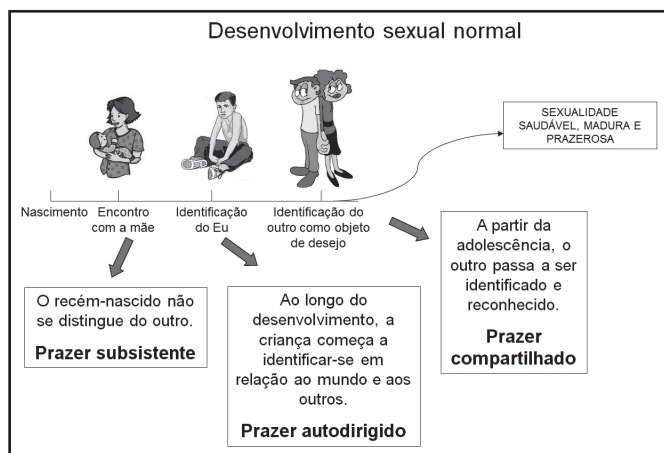 Desenvolvimento sexual normal
SEXUALIDADE
SAUDÁVEL, MADURA E
PRAZEROSA
Nascimento
Encontro
com a mãe
Identificação
do Eu
Identificação do
outro como objeto
de desejo
O recém-nascido não
se distingue do outro.
Prazer subsistente
Ao longo do
desenvolvimento, a
criança começa a
identificar-se em
relação ao mundo e aos
outros.
Prazer autodirigido
A partir da
adolescência, o
outro passa a ser
identificado e
reconhecido.
Prazer
compartilhado